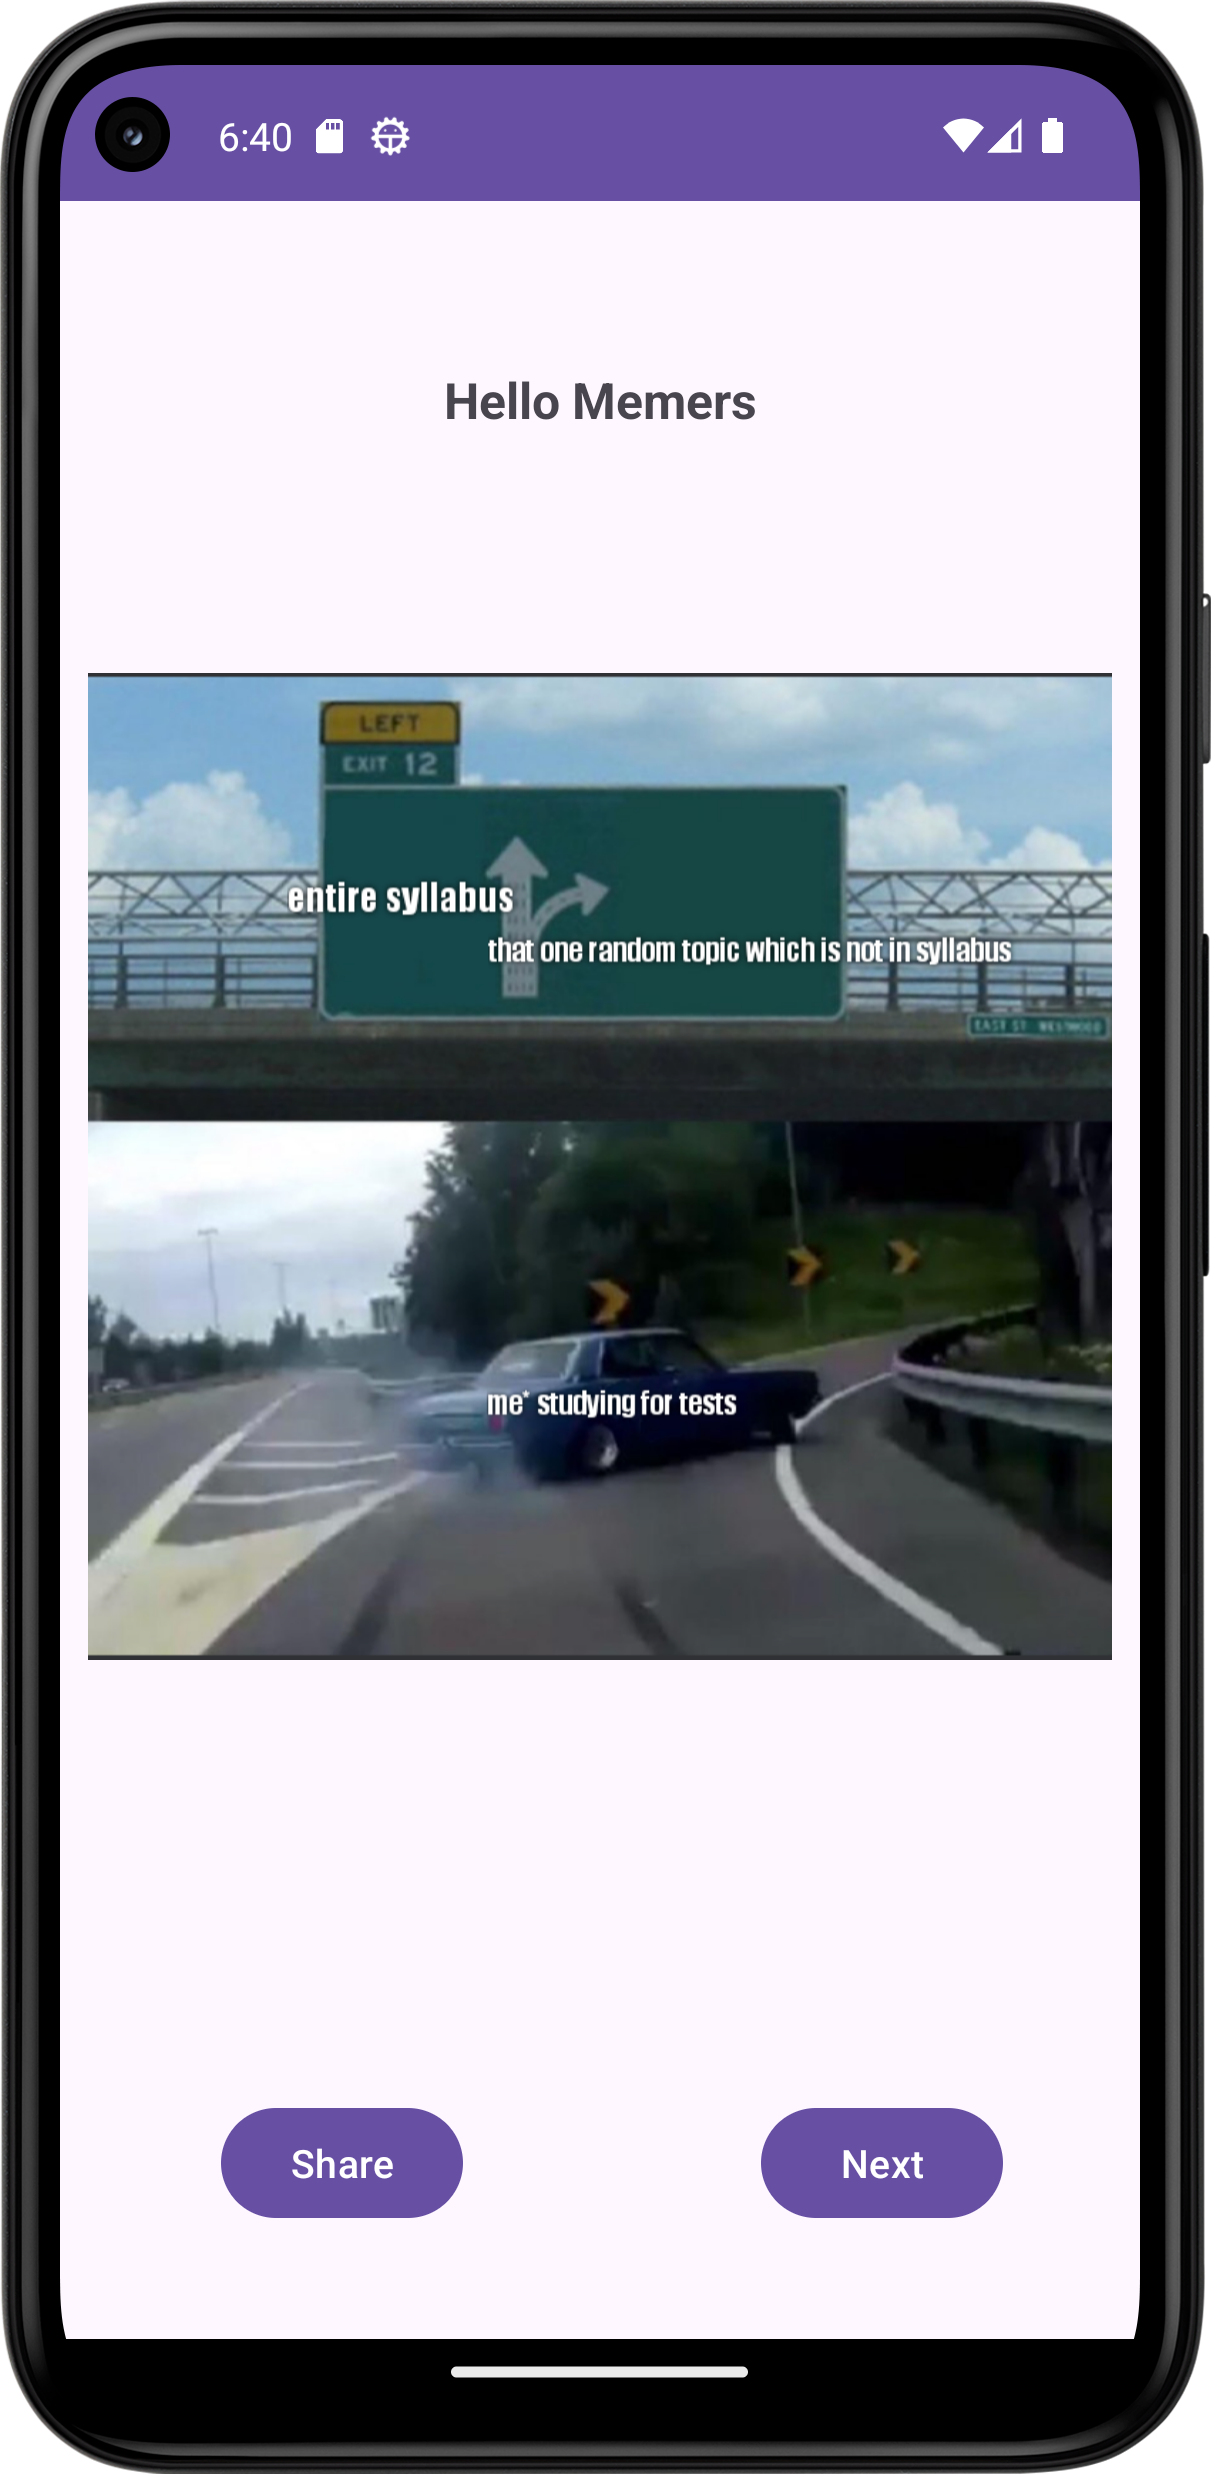 6:40
Hello Memers
LEFT
EXIT 12
entire syllabus
that one random topic which is not in syllabus
EAST ST WESTWOOD
me* studying for tests
Share
Next